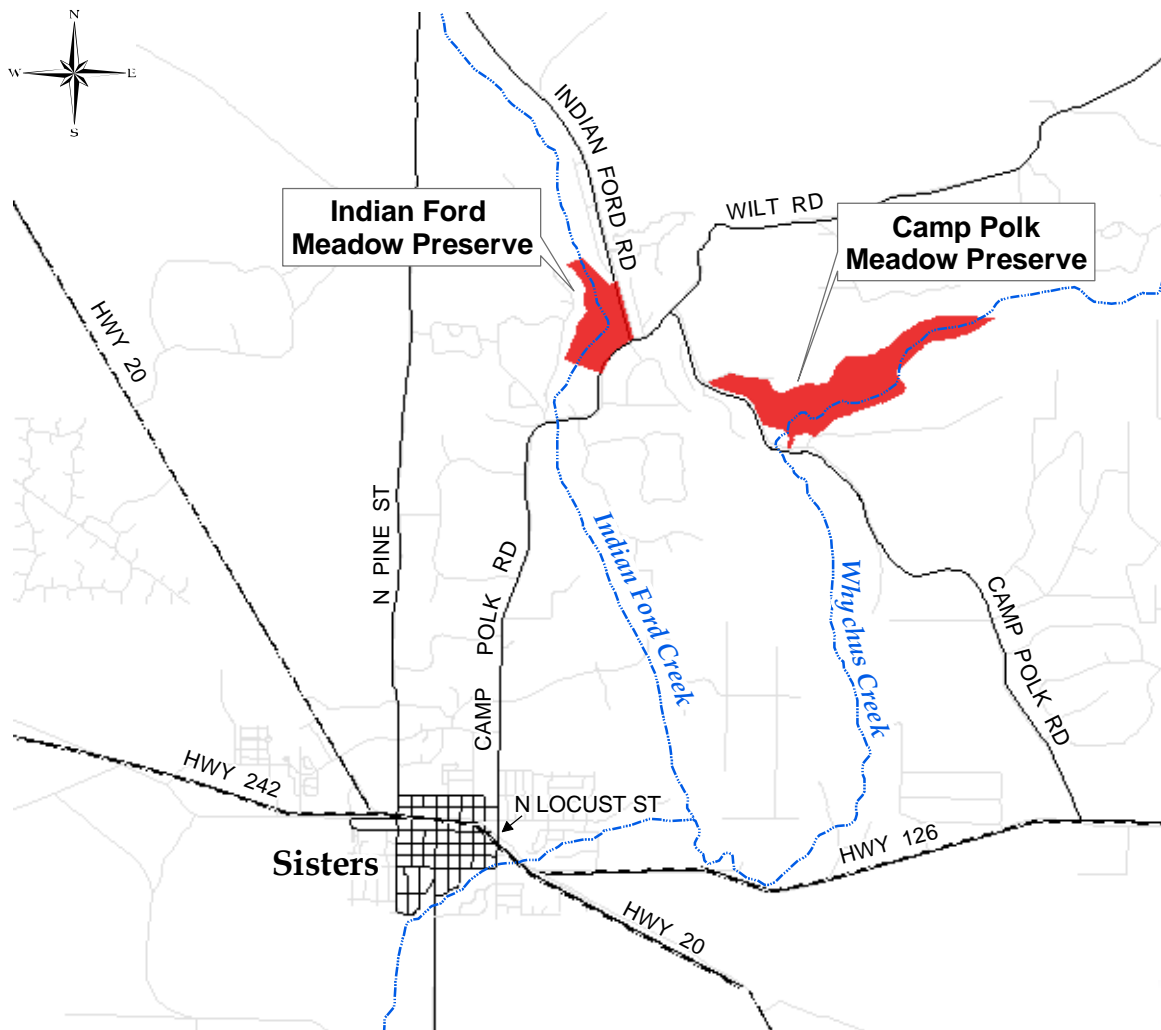 N
W
E
S
INDIAN FORD RD
WILT RD
Indian Ford
Meadow Preserve
Camp Polk
Meadow Preserve
HWY 20
N PINE ST
CAMP POLK RD
Indian Ford Creek
Whychus Creek
CAMP POLK RD
HWY 242
N LOCUST ST
Sisters
HWY 126
HWY 20